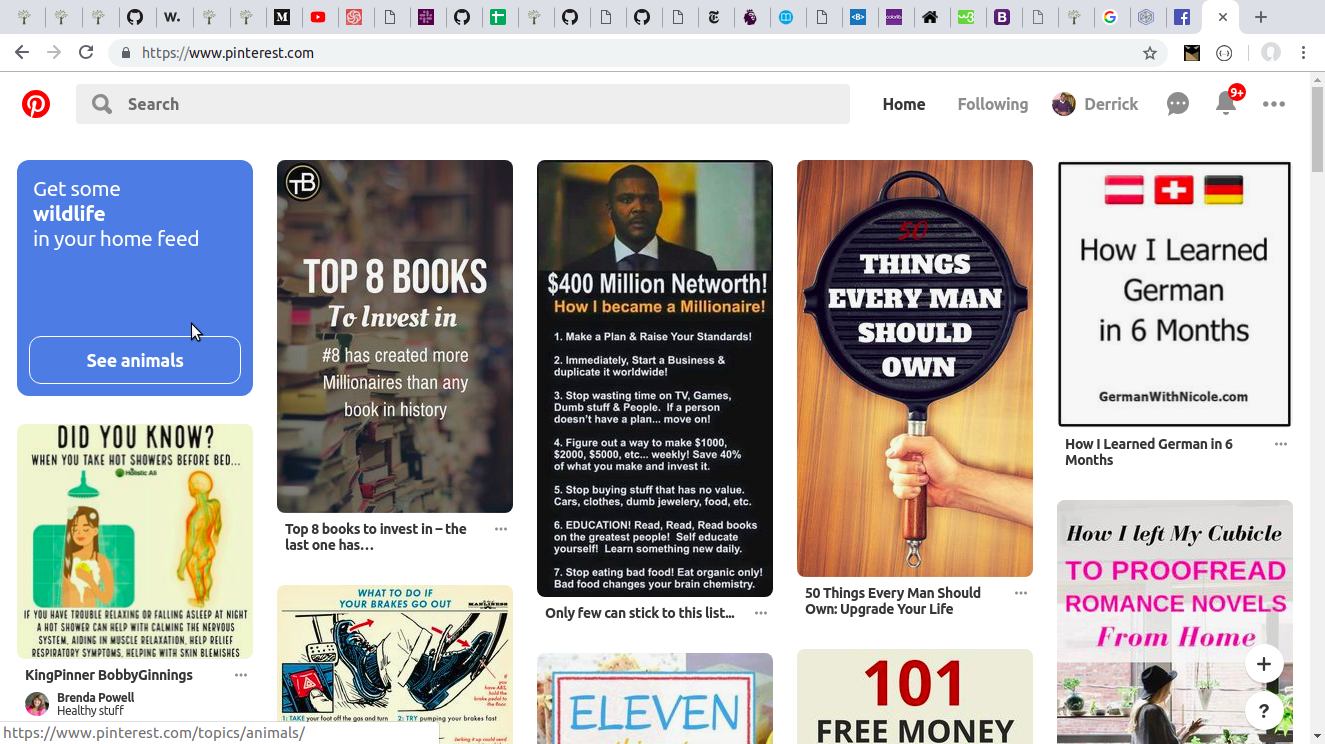 W.
https://www.pinterest.com
Search
Home
Following
Derrick
9+
Get some
wildlife
in your home feed
See animals
DID YOU KNOW?
WHEN YOU TAKE HOT SHOWERS BEFORE BED...
Holistic Ali
IF YOU HAVE TROUBLE RELAXING OR FALLING ASLEEP AT NIGHT
A HOT SHOWER CAN HELP WITH CALMING THE NERVOUS
SYSTEM, AIDING IN MUSCLE RELAXATION, HELP RELIEF
RESPIRATORY SYMPTOMS, HELPING WITH SKIN BLEMISHES
KingPinner BobbyGinnings
Brenda Powell
Healthy stuff
TB
TOP 8 BOOKS
To Invest in
#8 has created more
Millionaires than any
book in history
Top 8 books to invest in – the
last one has…
WHAT TO DO IF
YOUR BRAKES GO OUT
MANLINESS
IF
YOU
HAVE ABS,
HOLD THE
BRAKE PEDAL
TO THE
FLOOR.
1: TAKE your foot off the gas and turn
2: TRY pumping your brakes fast
$400 Million Networth!
How I became a Millionaire!
1. Make a Plan & Raise Your Standards!
2. Immediately, Start a Business &
duplicate it worldwide!
3. Stop wasting time on TV, Games,
Dumb stuff & People. If a person
doesn't have a plan... move on!
4. Figure out a way to make $1000,
$2000, $5000, etc... weekly! Save 40%
of what you make and invest it.
5. Stop buying stuff that has no value.
Cars, clothes, dumb jewelery, food, etc.
6. EDUCATION! Read, Read, Read books
on the greatest people! Self educate
yourself! Learn something new daily.
7. Stop eating bad food! Eat organic only!
Bad food changes your brain chemistry.
Only few can stick to this list...
ELEVEN
50
THINGS
EVERY MAN
SHOULD
OWN
50 Things Every Man Should
Own: Upgrade Your Life
101
FREE MONEY
How I Learned
German
in 6 Months
GermanWithNicole.com
How I Learned German in 6
Months
How I left My Cubicle
TO PROOFREAD
ROMANCE NOVELS
From Home
+
?
https://www.pinterest.com/topics/animals/